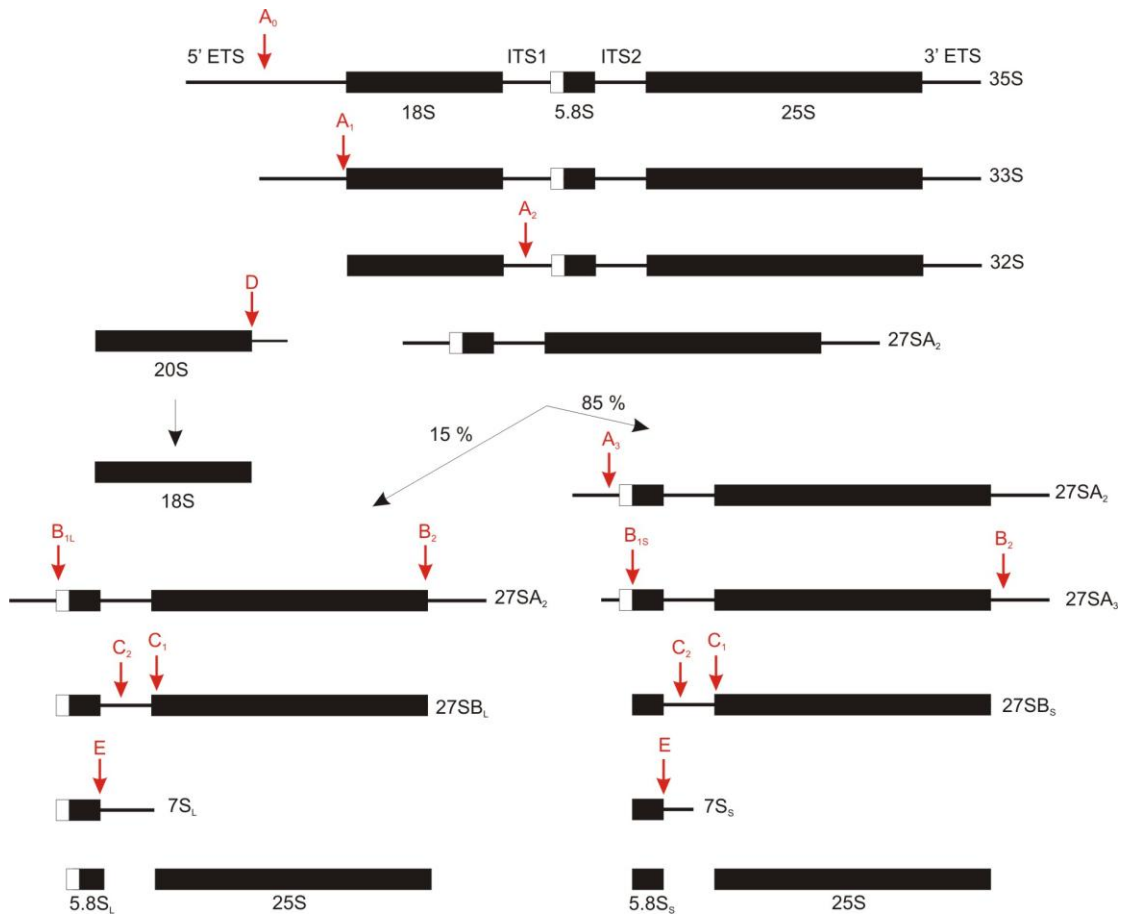 A₀
5’ ETS ITS1 ITS2 3’ ETS
35S
18S 5.8S 25S
A₁
33S
A₂
32S
D
27SA₂
20S
85 %
15 %
A₃
18S
27SA₂
B₁L B₂ B₁S B₂
27SA₂ 27SA₃
C₂ C₁ C₂ C₁
27SBL 27SBS
E E
7SL 7SS
5.8SL 25S 5.8SS 25S